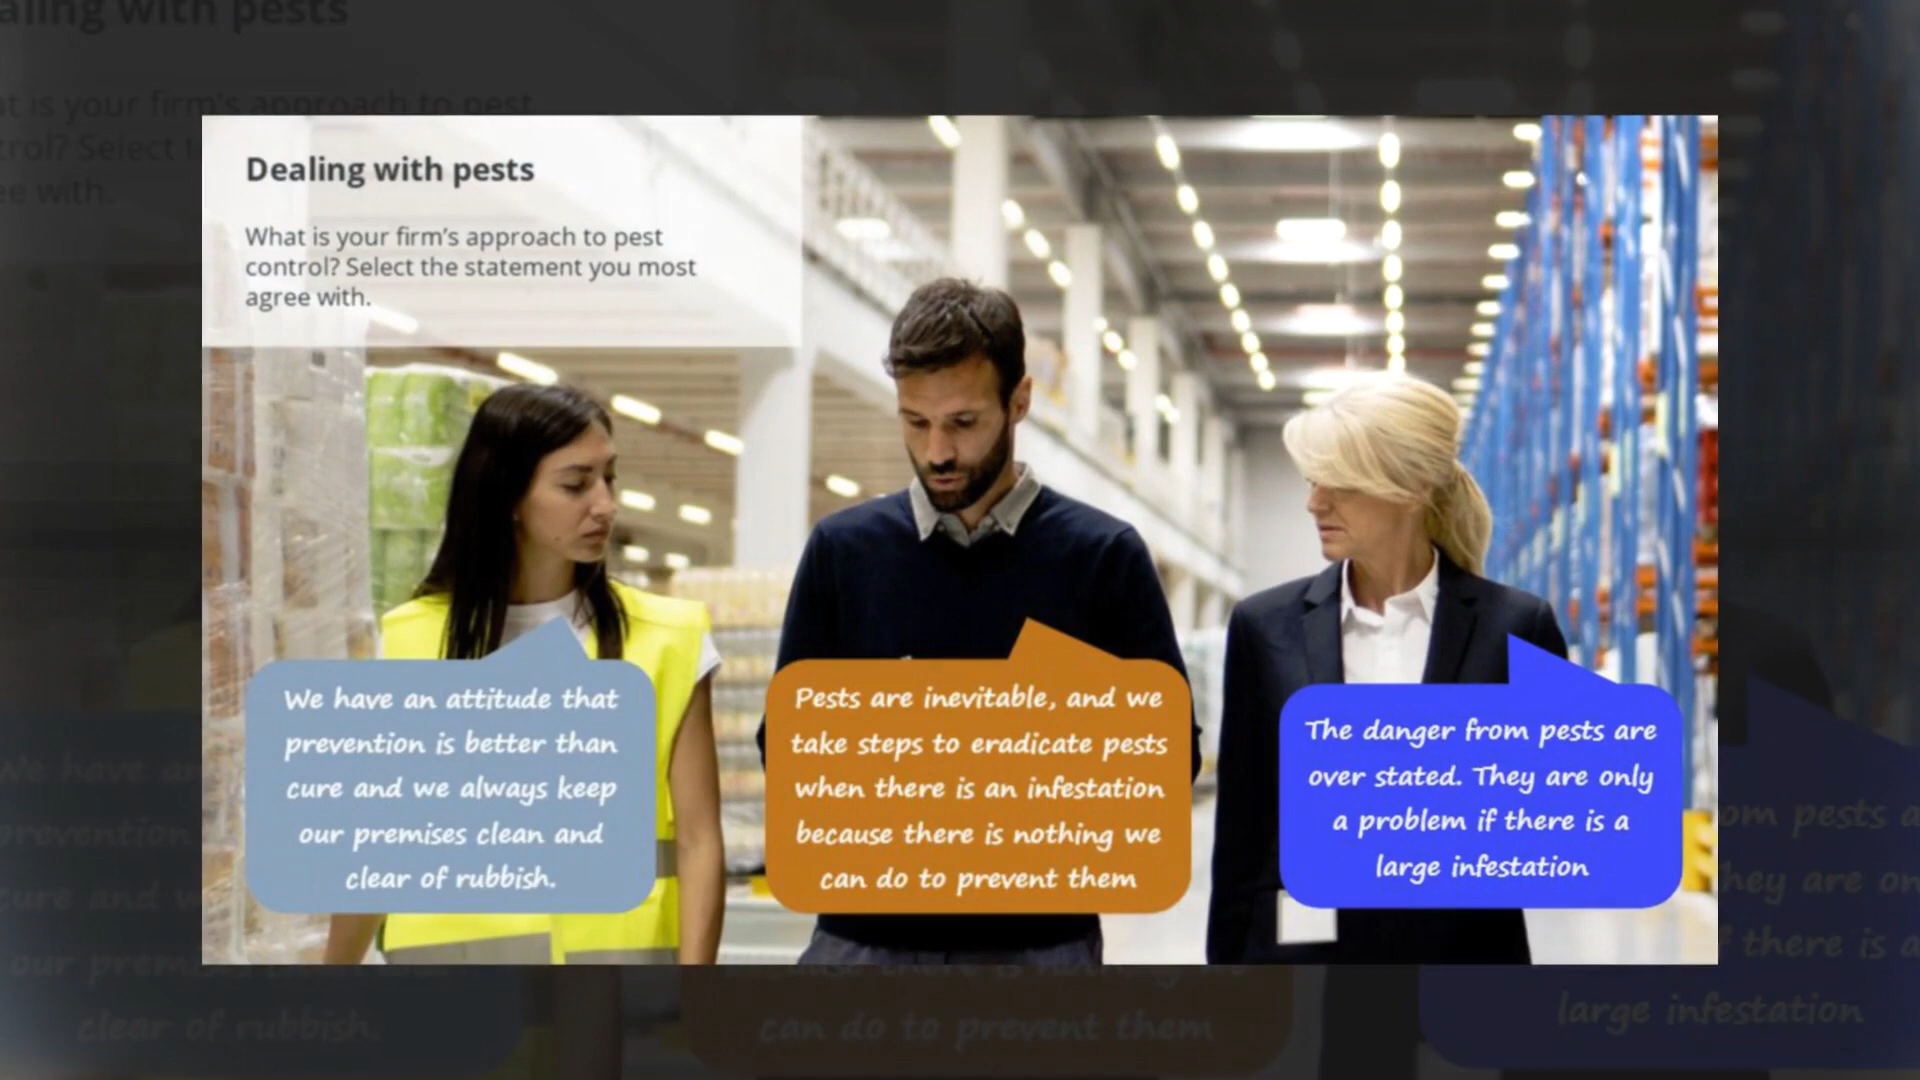 Dealing with pests
What is your firm's approach to pest
control? Select the statement you most
agree with.
We have an attitude that
prevention is better than
cure and we always keep
our premises clean and
clear of rubbish.
Pests are inevitable, and we
take steps to eradicate pests
when there is an infestation
because there is nothing we
can do to prevent them
The danger from pests are
over stated. They are only
a problem if there is a
large infestation